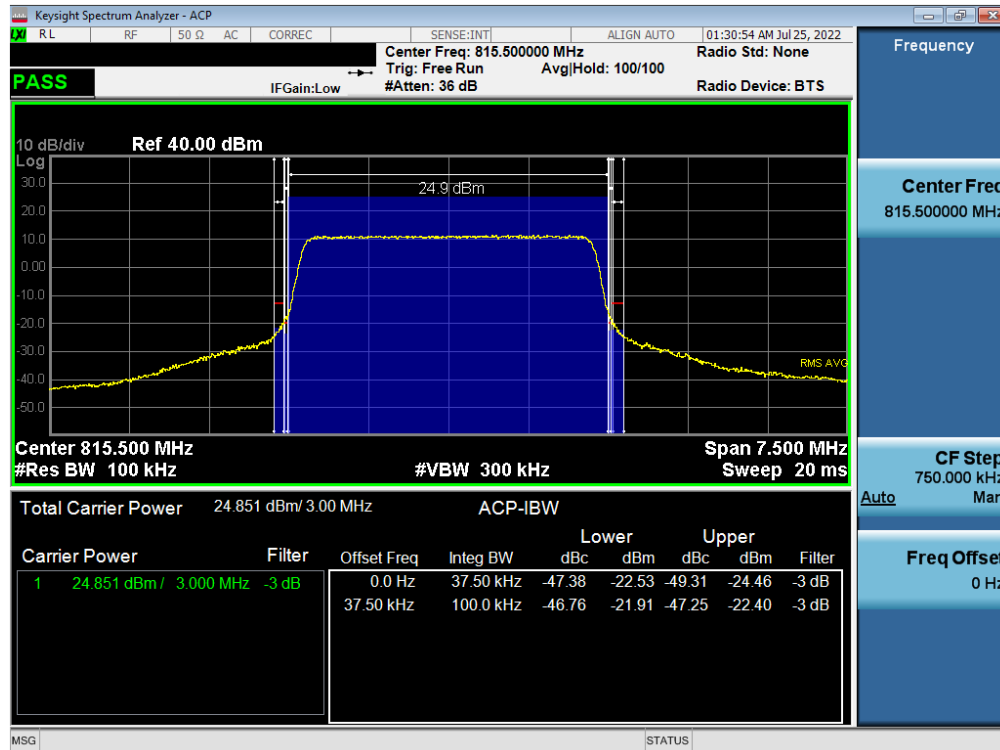 Keysight Spectrum Analyzer - ACP
LXI RL RF 50 Ω AC CORREC SENSE:INT ALIGN AUTO 01:30:54 AM Jul 25, 2022
Center Freq: 815.500000 MHz Radio Std: None
Trig: Free Run Avg|Hold: 100/100
PASS IFGain:Low #Atten: 36 dB Radio Device: BTS
10 dB/div Ref 40.00 dBm
Log
30.0
24.9 dBm
20.0
10.0
0.00
-10.0
-20.0
-30.0
RMS AVG
-40.0
-50.0
Center 815.500 MHz Span 7.500 MHz
#Res BW 100 kHz #VBW 300 kHz Sweep 20 ms
Total Carrier Power 24.851 dBm/ 3.00 MHz ACP-IBW
Lower Upper
Carrier Power Filter Offset Freq Integ BW dBc dBm dBc dBm Filter
1 24.851 dBm / 3.000 MHz -3 dB 0.0 Hz 37.50 kHz -47.38 -22.53 -49.31 -24.46 -3 dB
37.50 kHz 100.0 kHz -46.76 -21.91 -47.25 -22.40 -3 dB
MSG STATUS
Frequency
Center Freq
815.500000 MHz
CF Step
750.000 kHz
Auto Man
Freq Offset
0 Hz